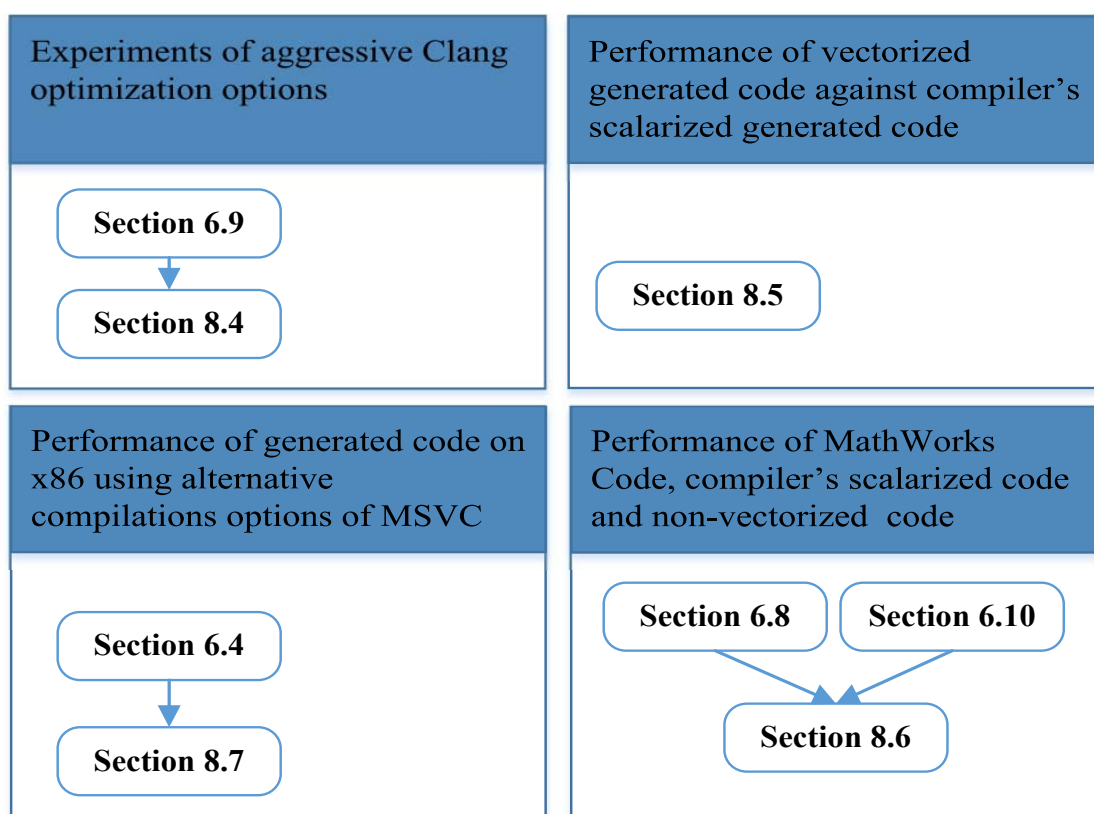 Experiments of aggressive Clang
optimization options
Section 6.9
Section 8.4
Performance of vectorized
generated code against compiler's
scalarized generated code
Section 8.5
Performance of generated code on
x86 using alternative
compilations options of MSVC
Section 6.4
Section 8.7
Performance of MathWorks
Code, compiler's scalarized code
and non-vectorized code
Section 6.8
Section 6.10
Section 8.6